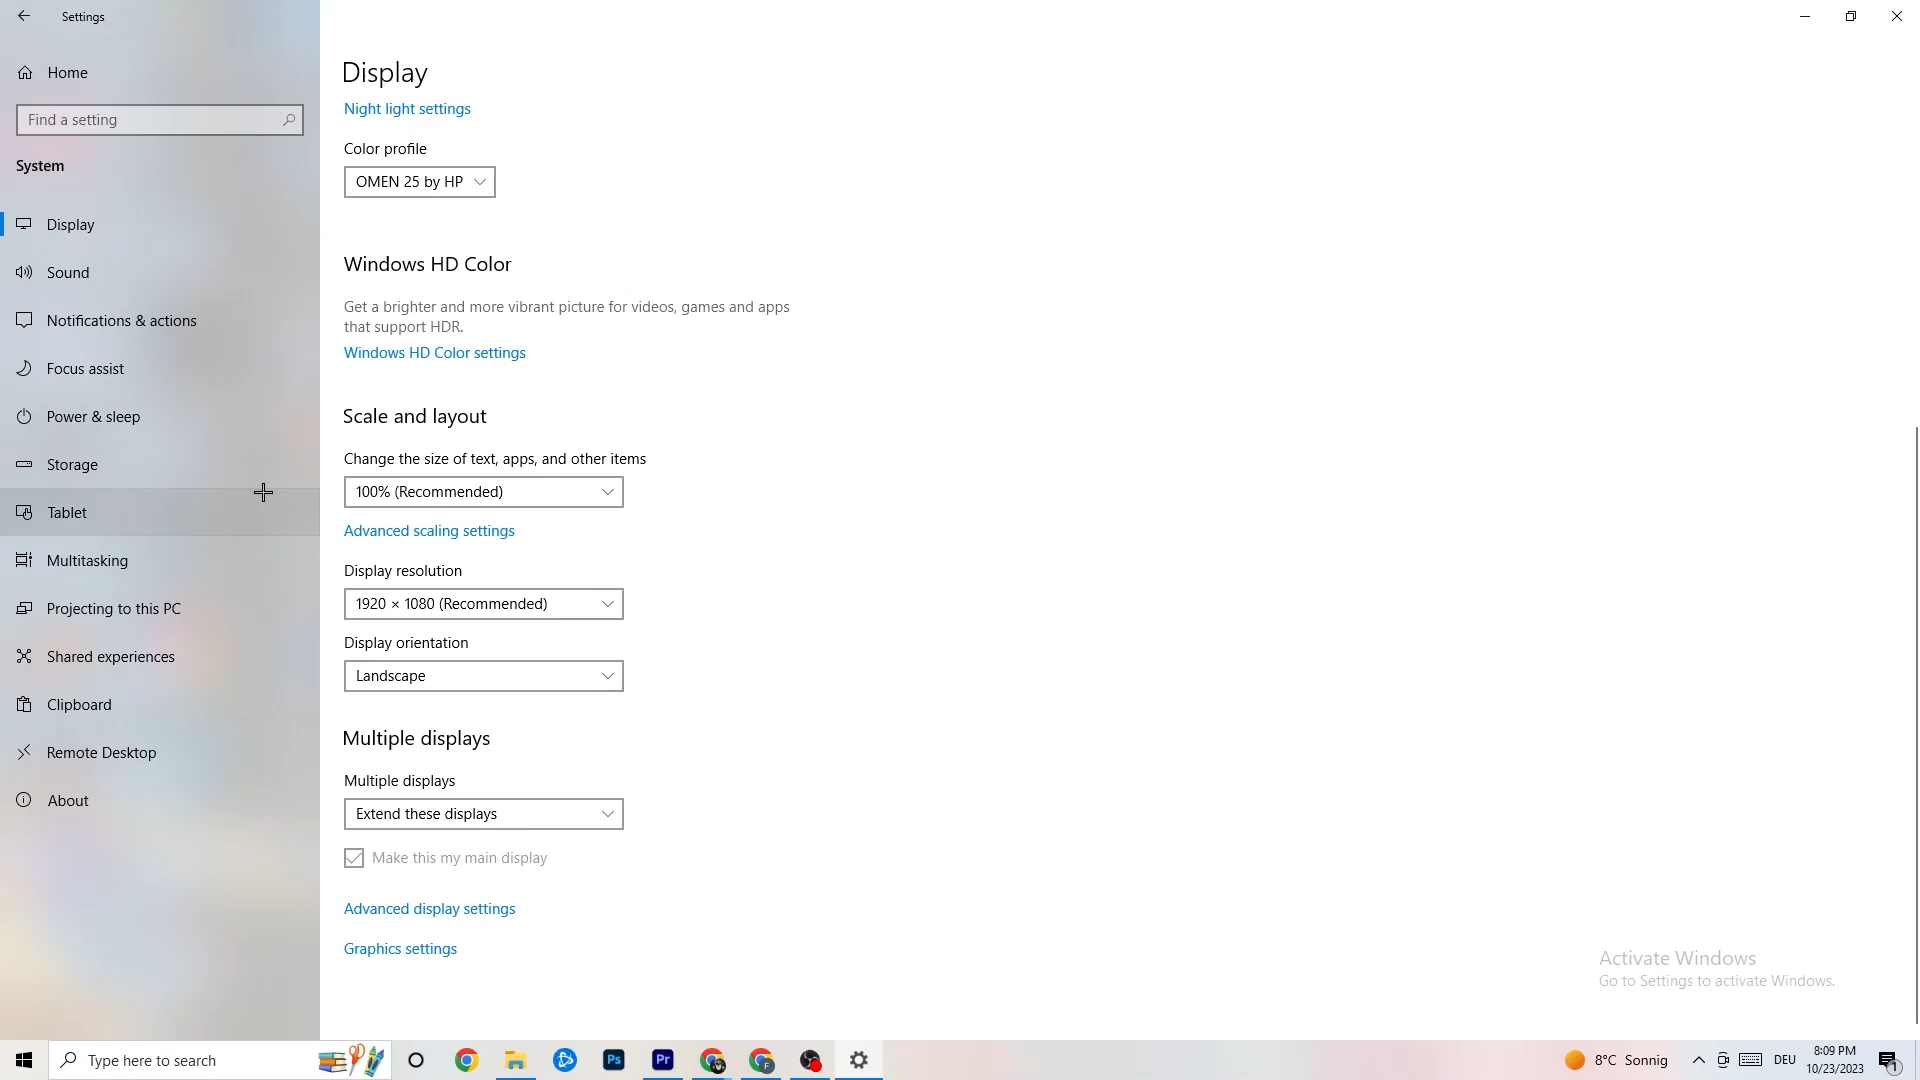 Settings
Home
Find a setting
System
Display
Sound
Notifications & actions
Focus assist
Power & sleep
Storage
Tablet
Multitasking
Projecting to this PC
Shared experiences
Clipboard
Remote Desktop
About
Display
Night light settings
Color profile
OMEN 25 by HP
Windows HD Color
Get a brighter and more vibrant picture for videos, games and apps
that support HDR.
Windows HD Color settings
Scale and layout
Change the size of text, apps, and other items
100% (Recommended)
Advanced scaling settings
Display resolution
1920 × 1080 (Recommended)
Display orientation
Landscape
Multiple displays
Multiple displays
Extend these displays
Make this my main display
Advanced display settings
Graphics settings
Activate Windows
Go to Settings to activate Windows.
Type here to search
Ps
Pr
F
8°C Sonnig
DEU
8:09 PM
10/23/2023
1